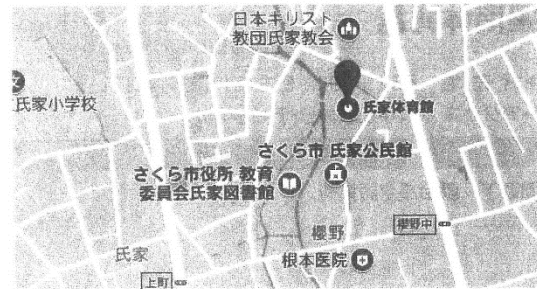 日本キリスト
教団氏家教会
氏家小学校
氏家体育館
さくら市 氏家公民館
さくら市役所 教育
委員会氏家図書館
櫻野
櫻野中
氏家
根本医院
上町